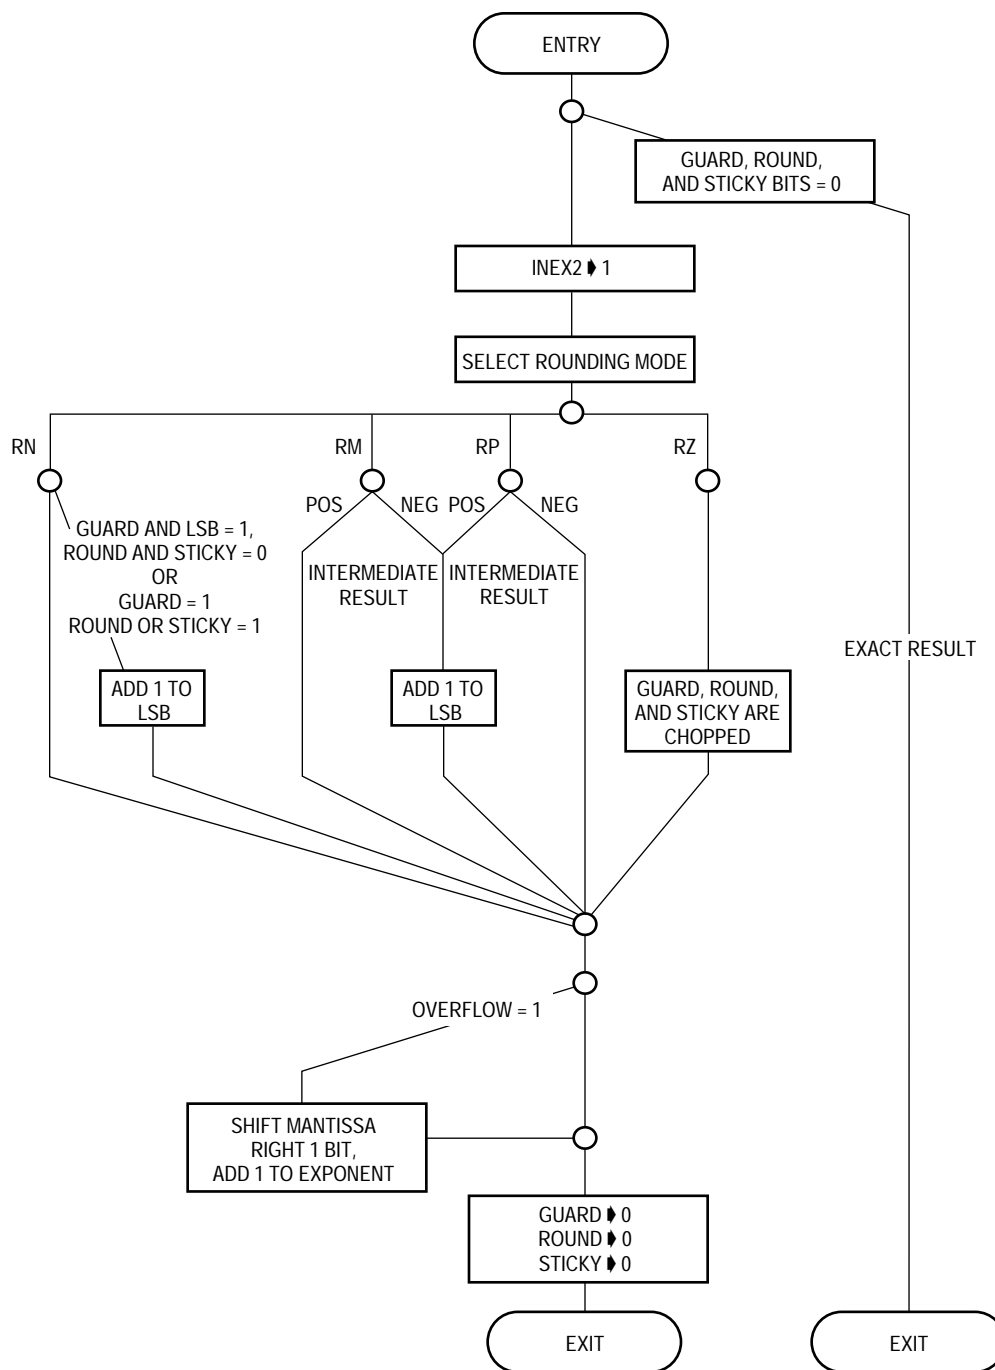 ENTRY
GUARD, ROUND,
AND STICKY BITS = 0
INEX2 ➧ 1
SELECT ROUNDING MODE
RN
RM
RP
RZ
POS
NEG
POS
NEG
GUARD AND LSB = 1,
ROUND AND STICKY = 0
OR
GUARD = 1
ROUND OR STICKY = 1
INTERMEDIATE
RESULT
INTERMEDIATE
RESULT
EXACT RESULT
ADD 1 TO
LSB
ADD 1 TO
LSB
GUARD, ROUND,
AND STICKY ARE
CHOPPED
OVERFLOW = 1
SHIFT MANTISSA
RIGHT 1 BIT,
ADD 1 TO EXPONENT
GUARD ➧ 0
ROUND ➧ 0
STICKY ➧ 0
EXIT
EXIT